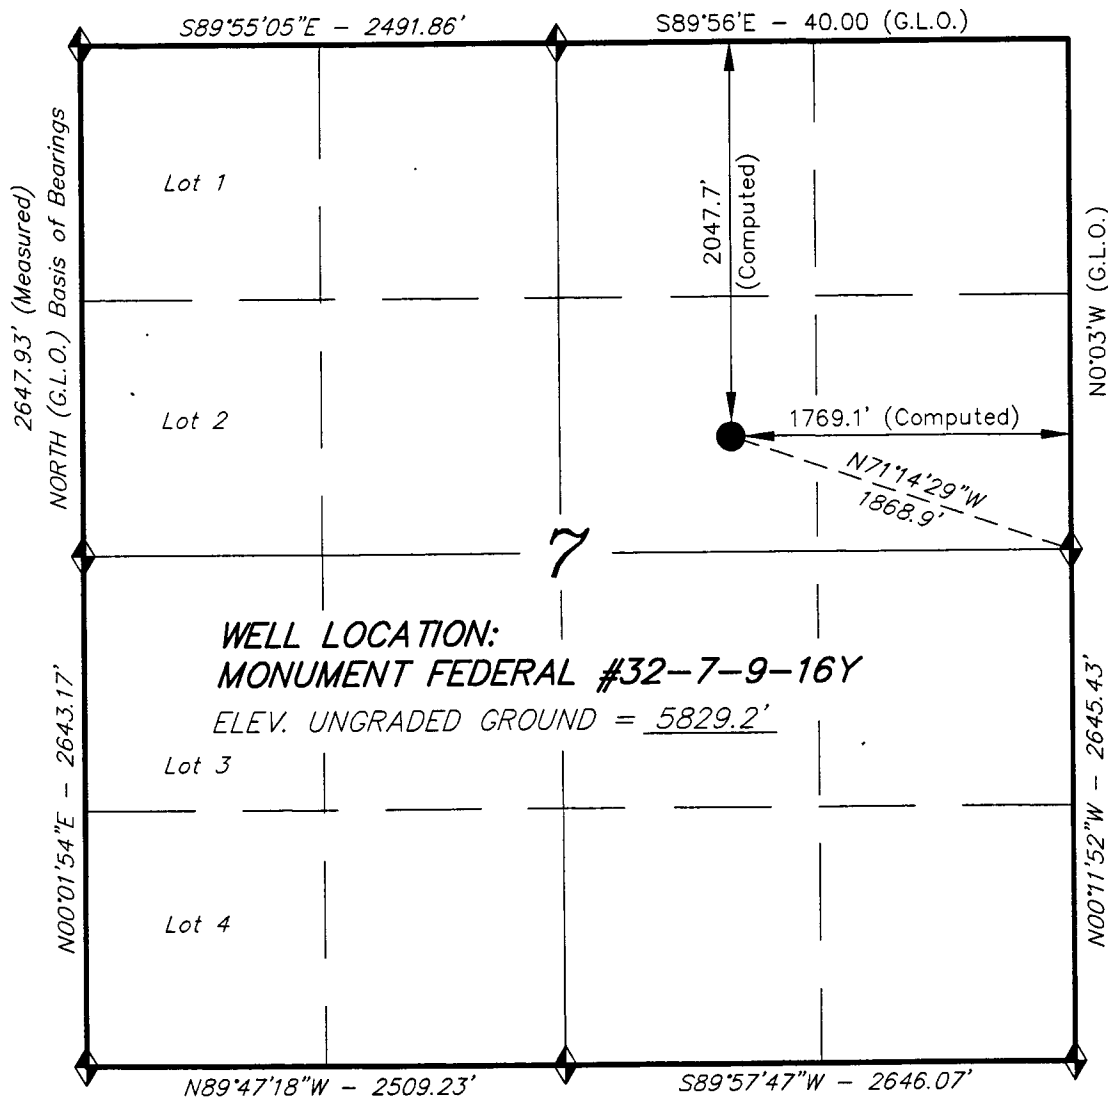 S89°55'05"E - 2491.86'
S89°56'E - 40.00 (G.L.O.)
2647.93' (Measured)
NORTH (G.L.O.) Basis of Bearings
Lot 1
2047.7'
(Computed)
N0°03'W (G.L.O.)
Lot 2
1769.1' (Computed)
N71°14'29"W
1868.9'
7
WELL LOCATION:
MONUMENT FEDERAL #32-7-9-16Y
ELEV. UNGRADED GROUND = 5829.2'
Lot 3
N00°01'54"E - 2643.17'
N00°11'52"W - 2645.43'
Lot 4
N89°47'18"W - 2509.23'
S89°57'47"W - 2646.07'